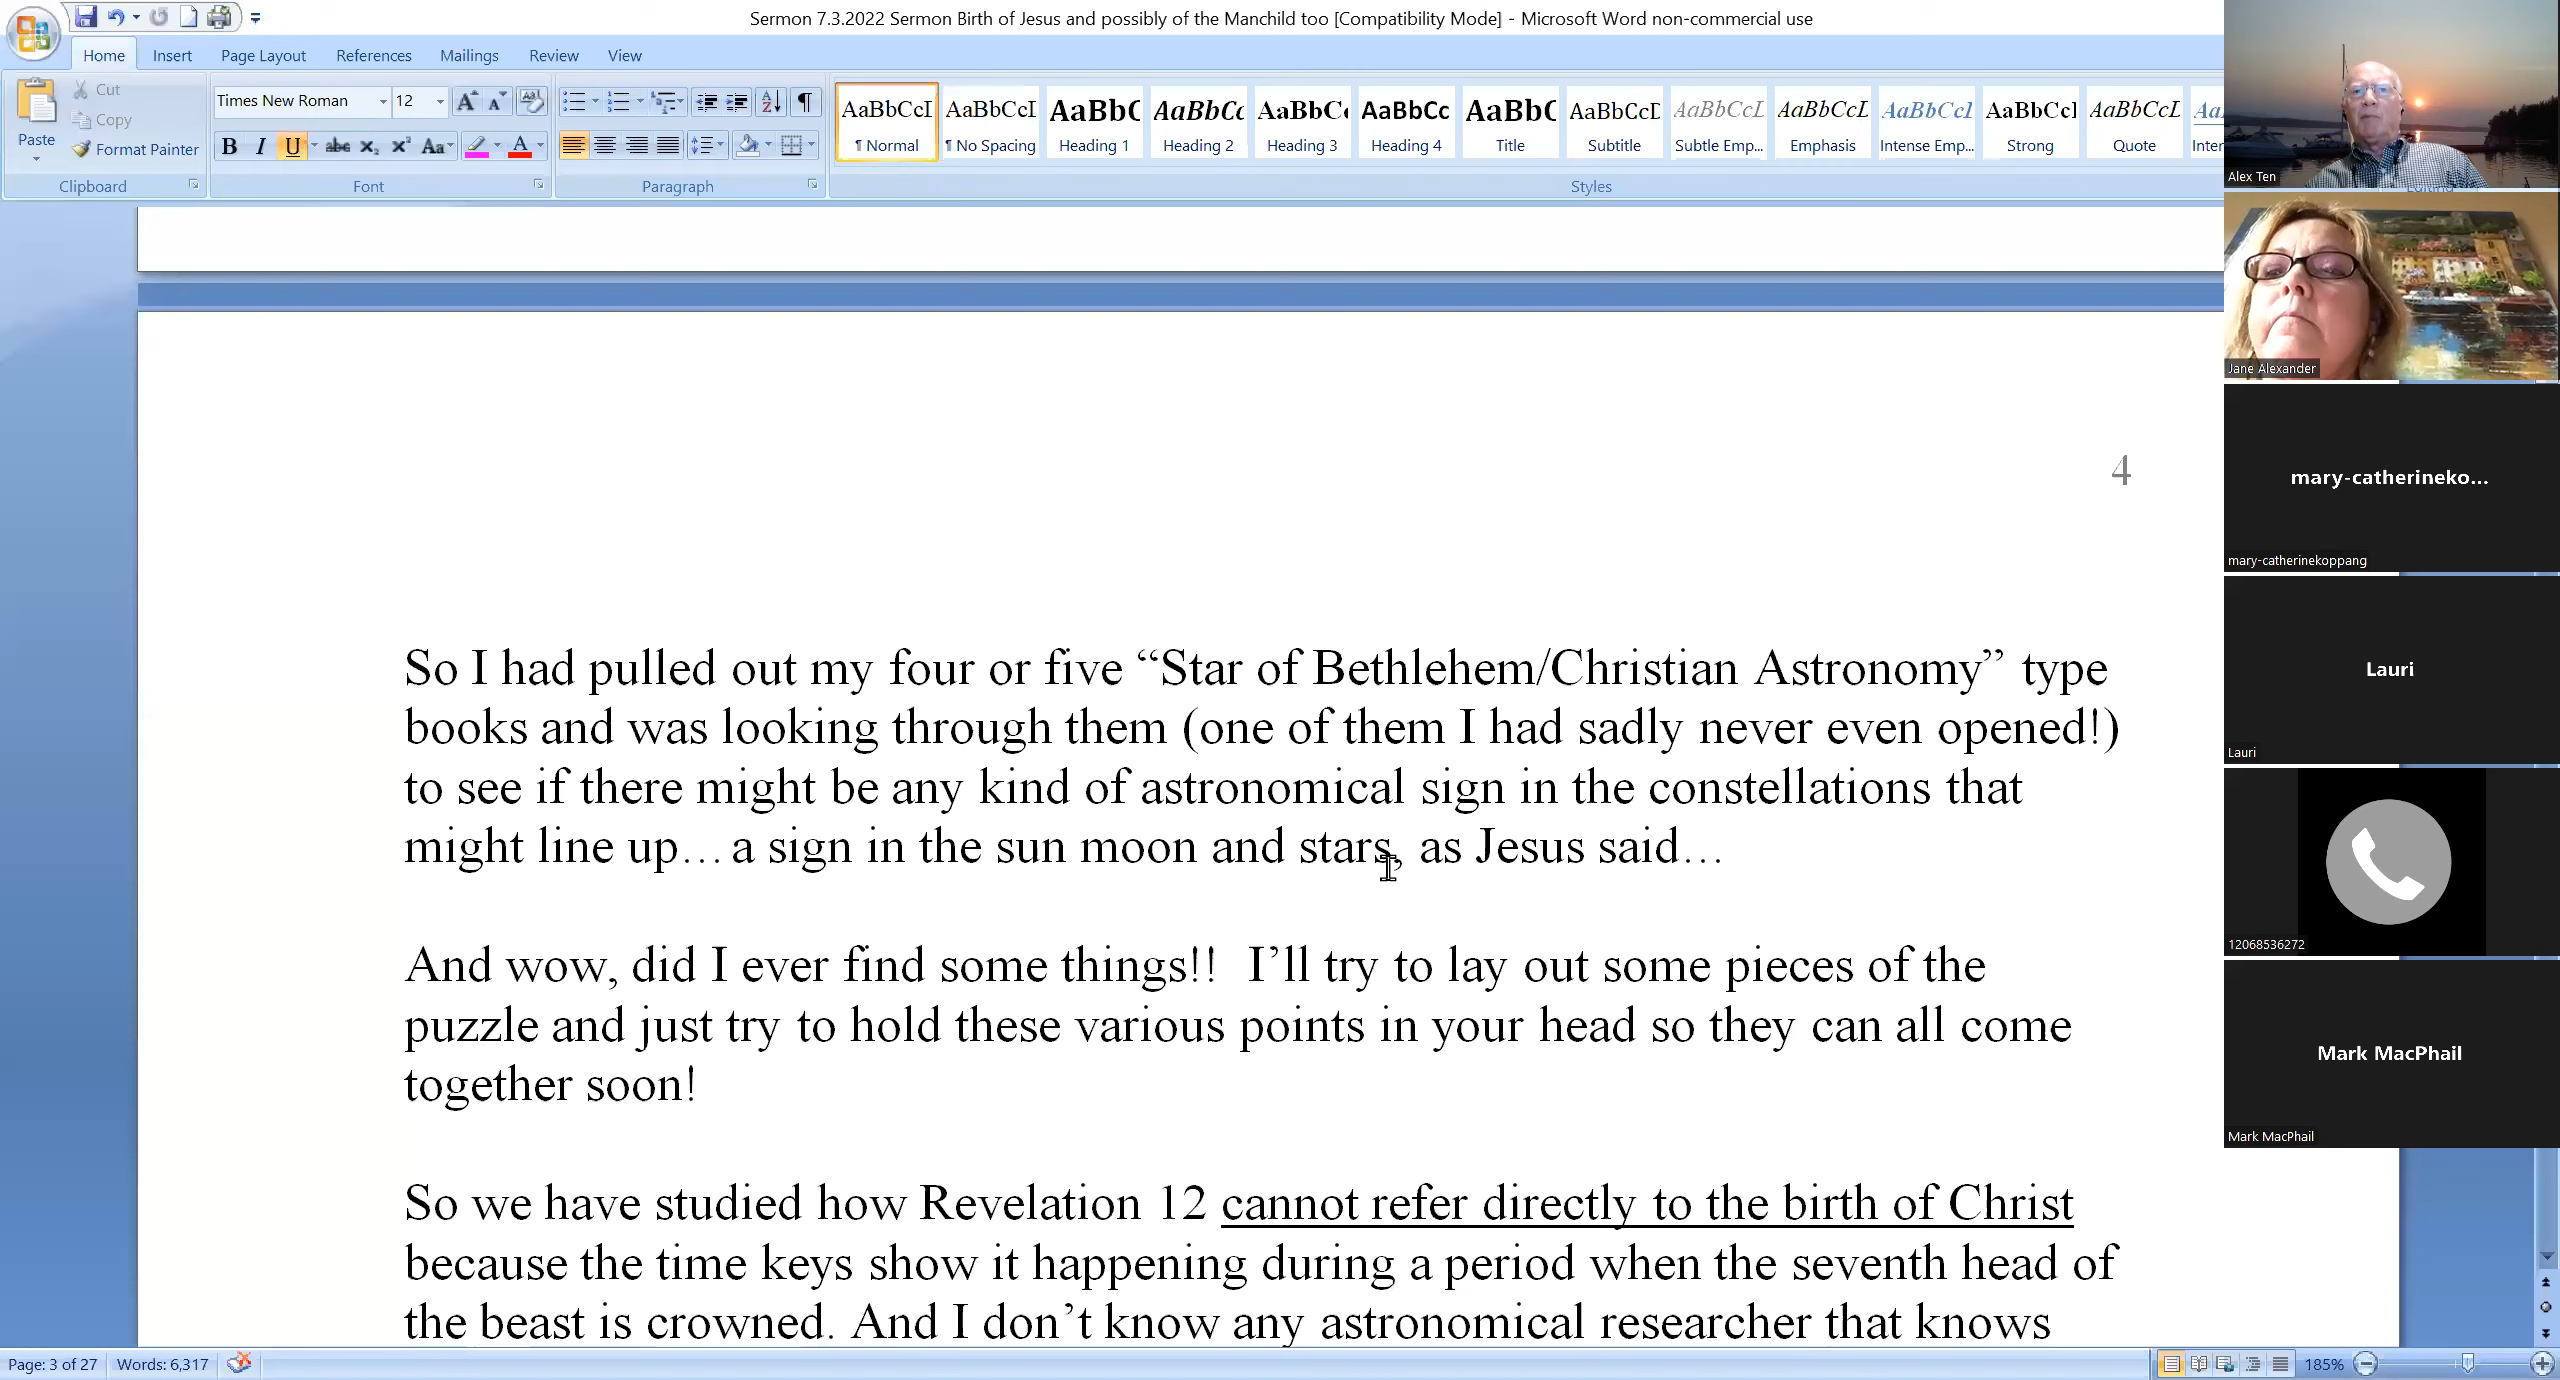 Sermon 7.3.2022 Sermon Birth of Jesus and possibly of the Manchild too [Compatibility Mode] - Microsoft Word non-commercial use
Home Insert Page Layout References Mailings Review View
Paste
Cut
Copy
Format Painter
Clipboard
Times New Roman 12
B I U abc X₂ X² Aa A
Font
Paragraph
AaBbCcI AaBbCcI AaBbC AaBbCc AaBbCc AaBbCc AaBbC AaBbCcD AaBbCcL AaBbCcL AaBbCcI AaBbCcI AaBbCcL
¶ Normal ¶ No Spacing Heading 1 Heading 2 Heading 3 Heading 4 Title Subtitle Subtle Emp... Emphasis Intense Emp... Strong Quote Inter
Styles
Alex Ten
Jane Alexander
mary-catherineko...
mary-catherinekoppang
Lauri
Lauri
12068536272
Mark MacPhail
Mark MacPhail
4
So I had pulled out my four or five “Star of Bethlehem/Christian Astronomy” type
books and was looking through them (one of them I had sadly never even opened!)
to see if there might be any kind of astronomical sign in the constellations that
might line up… a sign in the sun moon and stars, as Jesus said…
And wow, did I ever find some things!! I’ll try to lay out some pieces of the
puzzle and just try to hold these various points in your head so they can all come
together soon!
So we have studied how Revelation 12 cannot refer directly to the birth of Christ
because the time keys show it happening during a period when the seventh head of
the beast is crowned. And I don’t know any astronomical researcher that knows
Page: 3 of 27 Words: 6,317
185%